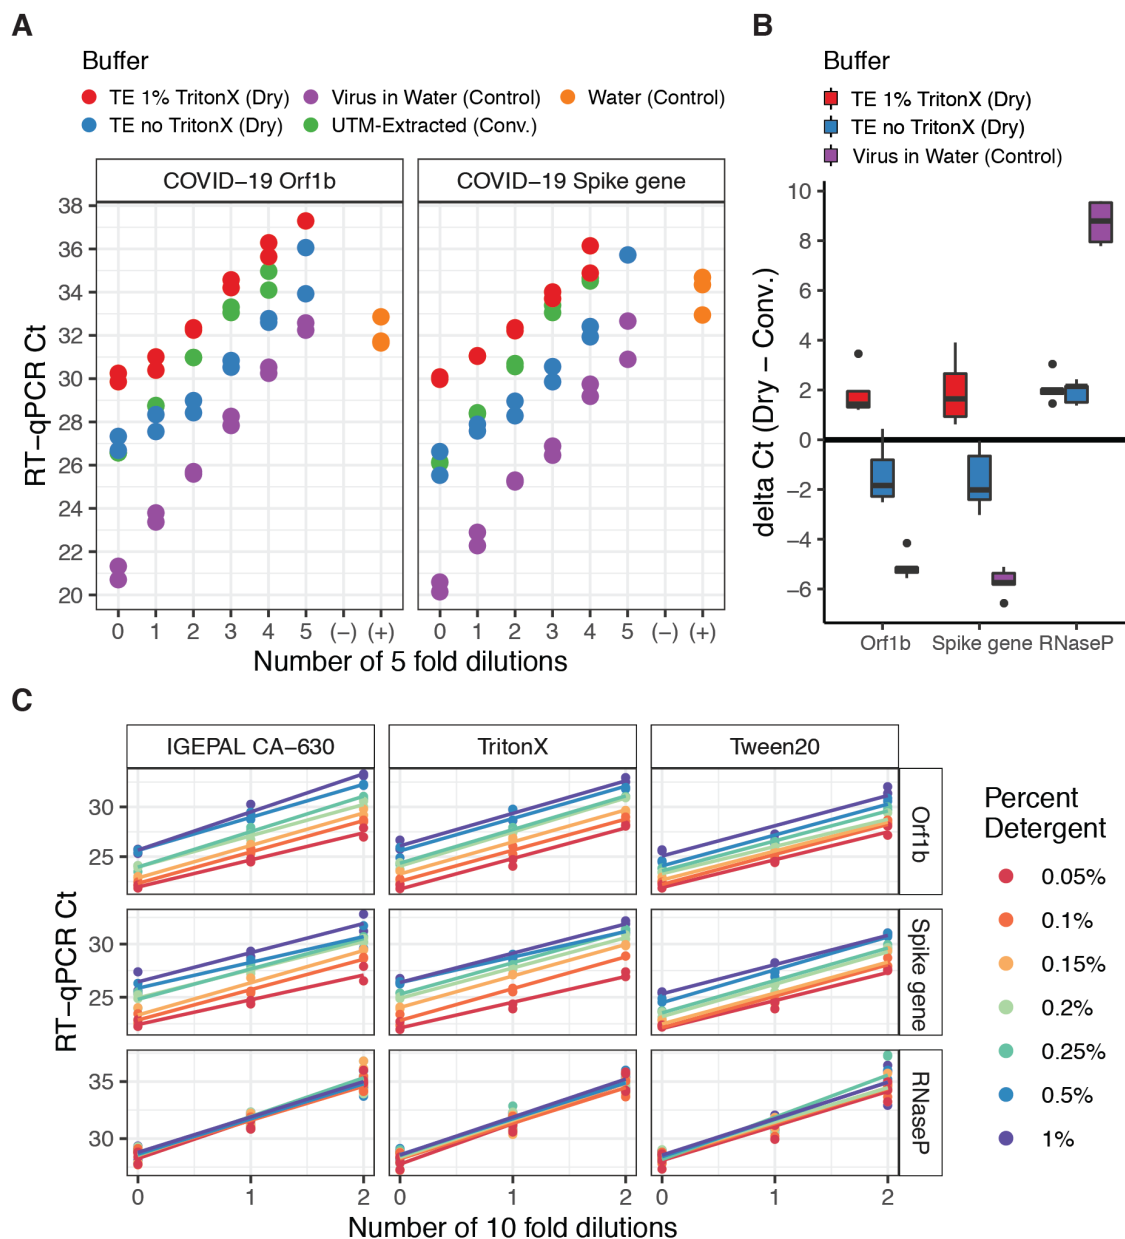 A
B
Buffer
TE 1% TritonX (Dry)
Virus in Water (Control)
Water (Control)
TE no TritonX (Dry)
UTM-Extracted (Conv.)
Buffer
TE 1% TritonX (Dry)
TE no TritonX (Dry)
Virus in Water (Control)
COVID−19 Orf1b
COVID−19 Spike gene
RT−qPCR Ct
38
36
34
32
30
28
26
24
22
20
0 1 2 3 4 5 (−) (+)
0 1 2 3 4 5 (−) (+)
Number of 5 fold dilutions
delta Ct (Dry − Conv.)
10
8
6
4
2
0
−2
−4
−6
Orf1b Spike gene RNaseP
C
IGEPAL CA−630
TritonX
Tween20
RT−qPCR Ct
30
25
Orf1b
30
25
Spike gene
35
30
RNaseP
0 1 2
0 1 2
0 1 2
Number of 10 fold dilutions
Percent
Detergent
0.05%
0.1%
0.15%
0.2%
0.25%
0.5%
1%